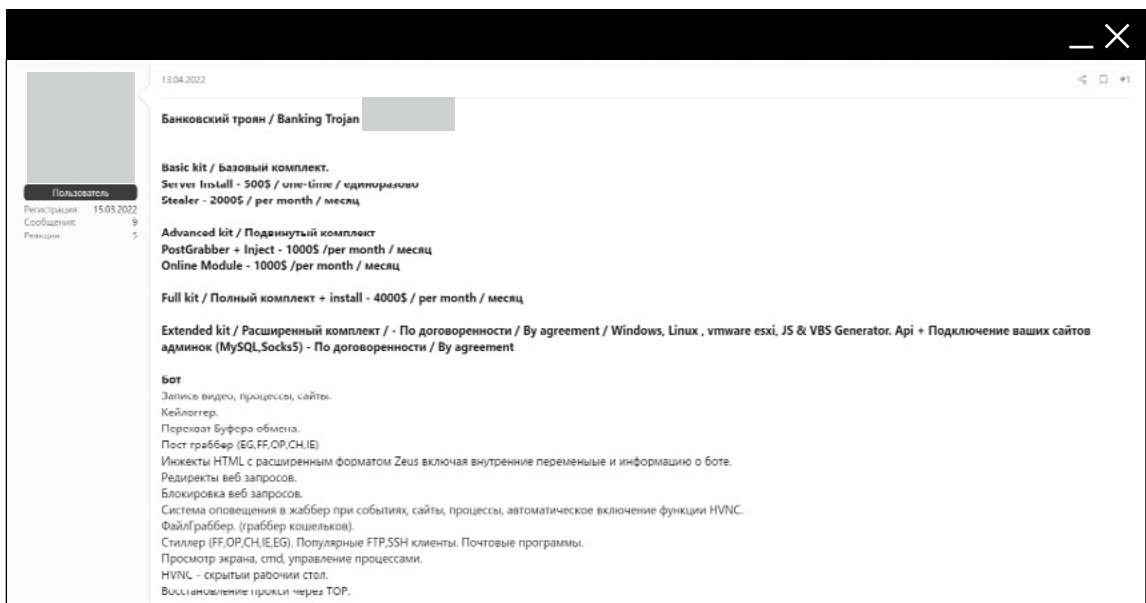 13.04.2022
#1
Банковский троян / Banking Trojan
Basic kit / Базовый комплект.
Server Install - 500$ / one-time / единоразово
Stealer - 2000$ / per month / месяц
Пользователь
Регистрация: 15.03.2022
Сообщения: 9
Реакции: 5
Advanced kit / Подвинутый комплект
PostGrabber + Inject - 1000$ /per month / месяц
Online Module - 1000$ /per month / месяц
Full kit / Полный комплект + install - 4000$ / per month / месяц
Extended kit / Расширенный комплект / - По договоренности / By agreement / Windows, Linux , vmware esxi, JS & VBS Generator. Api + Подключение ваших сайтов
админок (MySQL,Socks5) - По договоренности / By agreement
Бот
Запись видео, процессы, сайты.
Кейлоггер.
Перехват Буфера обмена.
Пост граббер (EG,FF,OP,CH,IE)
Инжекты HTML с расширенным форматом Zeus включая внутренние переменные и информацию о боте.
Редиректы веб запросов.
Блокировка веб запросов.
Система оповещения в жаббер при событиях, сайты, процессы, автоматическое включение функции HVNC.
ФайлГраббер. (граббер кошельков).
Стиллер (FF,OP,CH,IE,EG). Популярные FTP,SSH клиенты. Почтовые программы.
Просмотр экрана, cmd, управление процессами.
HVNC - скрытый рабочий стол.
Восстановление прокси через TOP.